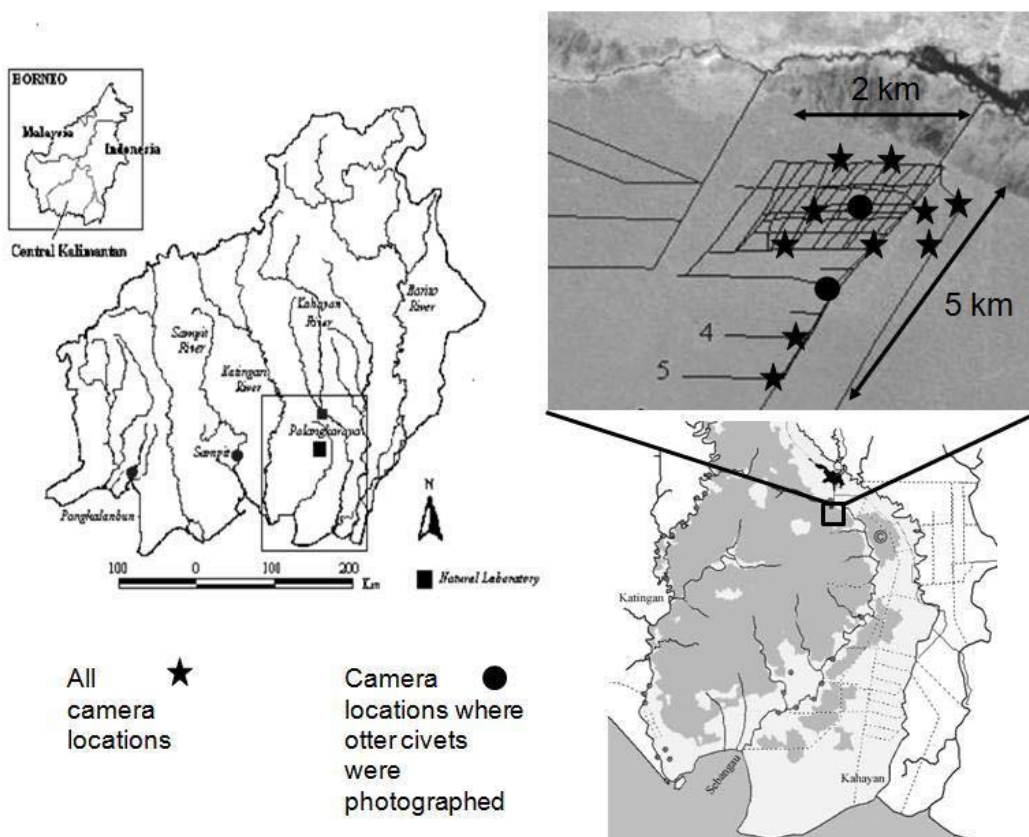 BORNEO
Malaysia
Indonesia
Central Kalimantan
Barito
River
Kahayan
River
Sampit
River
Katingan
River
Palangkaraya
Sampit
Pangkalanbun
N
100 0 100 200
Km
Natural Laboratory
2 km
5 km
4
5
Katingan
©
Sebangau
Kahayan
All
camera
locations
Camera
locations where
otter civets
were
photographed